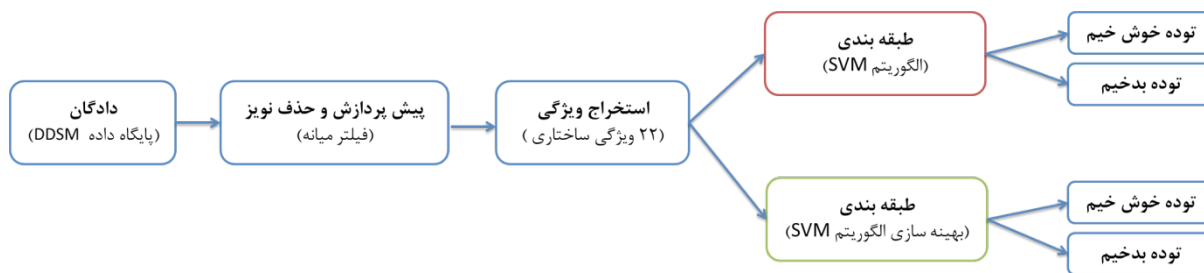 دادگان
(پایگاه داده DDSM)
پیش پردازش و حذف نویز
(فیلتر میانه)
استخراج ویژگی
(۲۲ ویژگی ساختاری )
طبقه بندی
(الگوریتم SVM)
توده خوش خیم
توده بدخیم
طبقه بندی
(بهینه سازی الگوریتم SVM)
توده خوش خیم
توده بدخیم